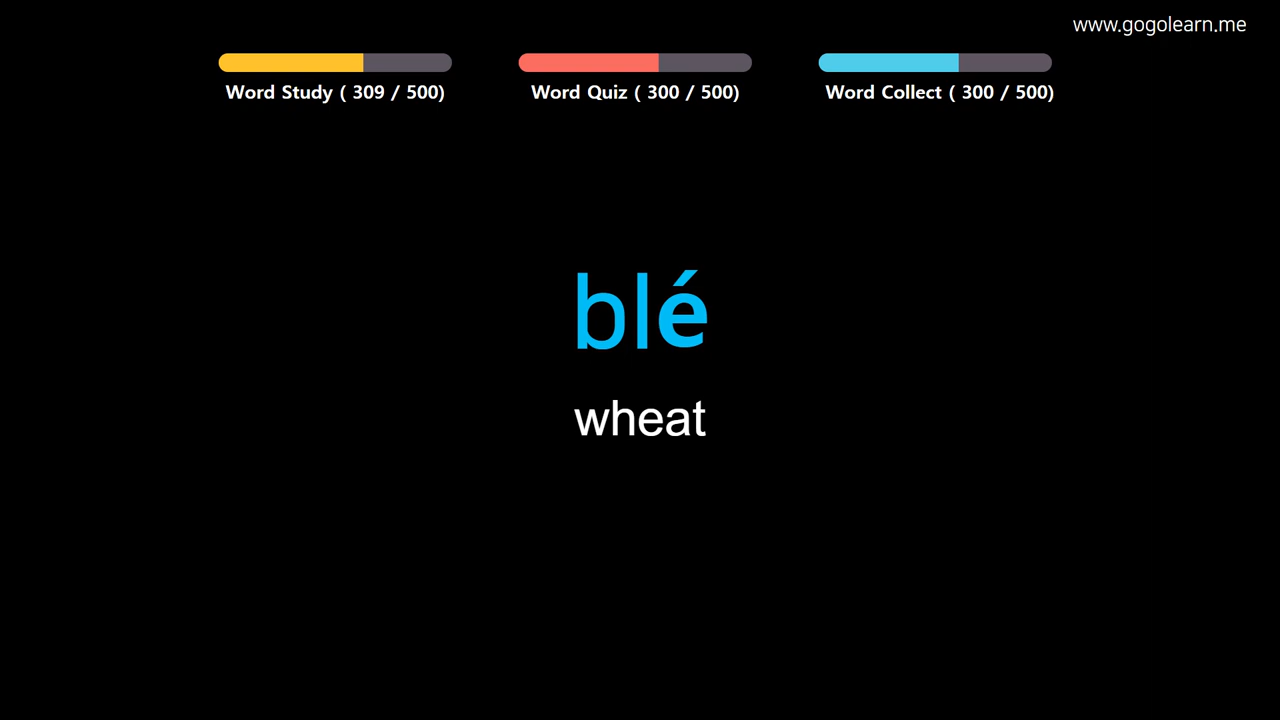 www.gogolearn.me
Word Study ( 309 / 500)
Word Quiz ( 300 / 500)
Word Collect ( 300 / 500)
blé
wheat